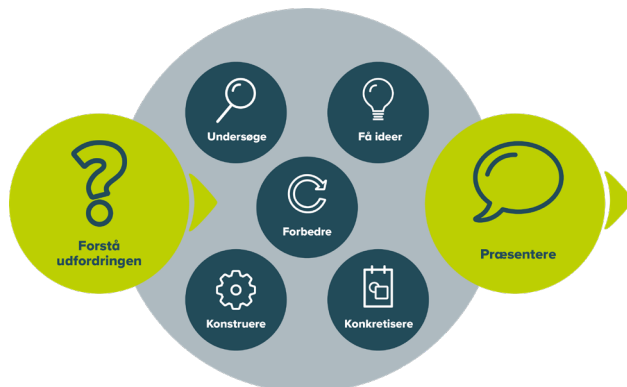 Forstå
udfordringen
Undersøge
Få ideer
Forbedre
Konstruere
Konkretisere
Præsentere